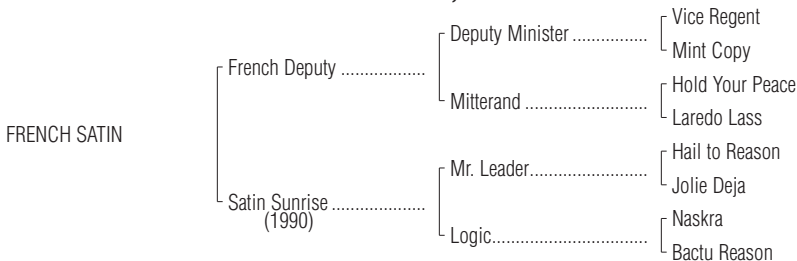 Vice Regent
Deputy Minister ................
Mint Copy
French Deputy ..................
Hold Your Peace
Mitterand ..........................
Laredo Lass
FRENCH SATIN
Hail to Reason
Mr. Leader.........................
Jolie Deja
Satin Sunrise ....................
(1990)
Naskra
Logic.................................
Bactu Reason